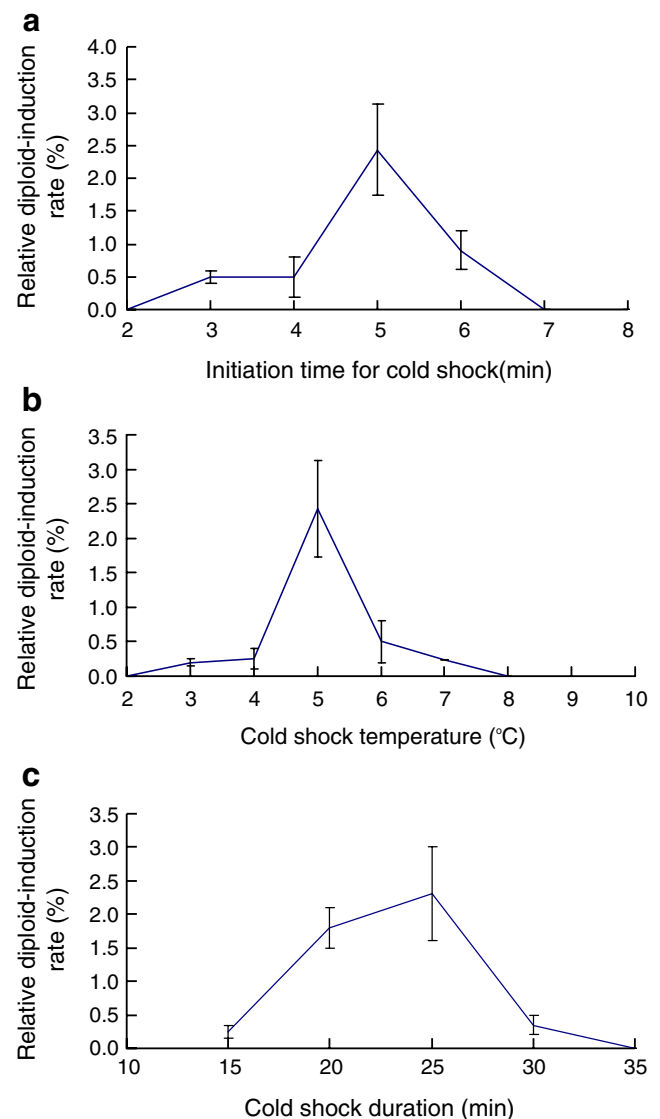 a
Relative diploid-induction
rate (%)
4.0
3.5
3.0
2.5
2.0
1.5
1.0
0.5
0.0
2 3 4 5 6 7 8
Initiation time for cold shock(min)
b
Relative diploid-induction
rate (%)
3.5
3.0
2.5
2.0
1.5
1.0
0.5
0.0
2 3 4 5 6 7 8 9 10
Cold shock temperature (°C)
c
Relative diploid-induction
rate (%)
3.5
3.0
2.5
2.0
1.5
1.0
0.5
0.0
10 15 20 25 30 35
Cold shock duration (min)